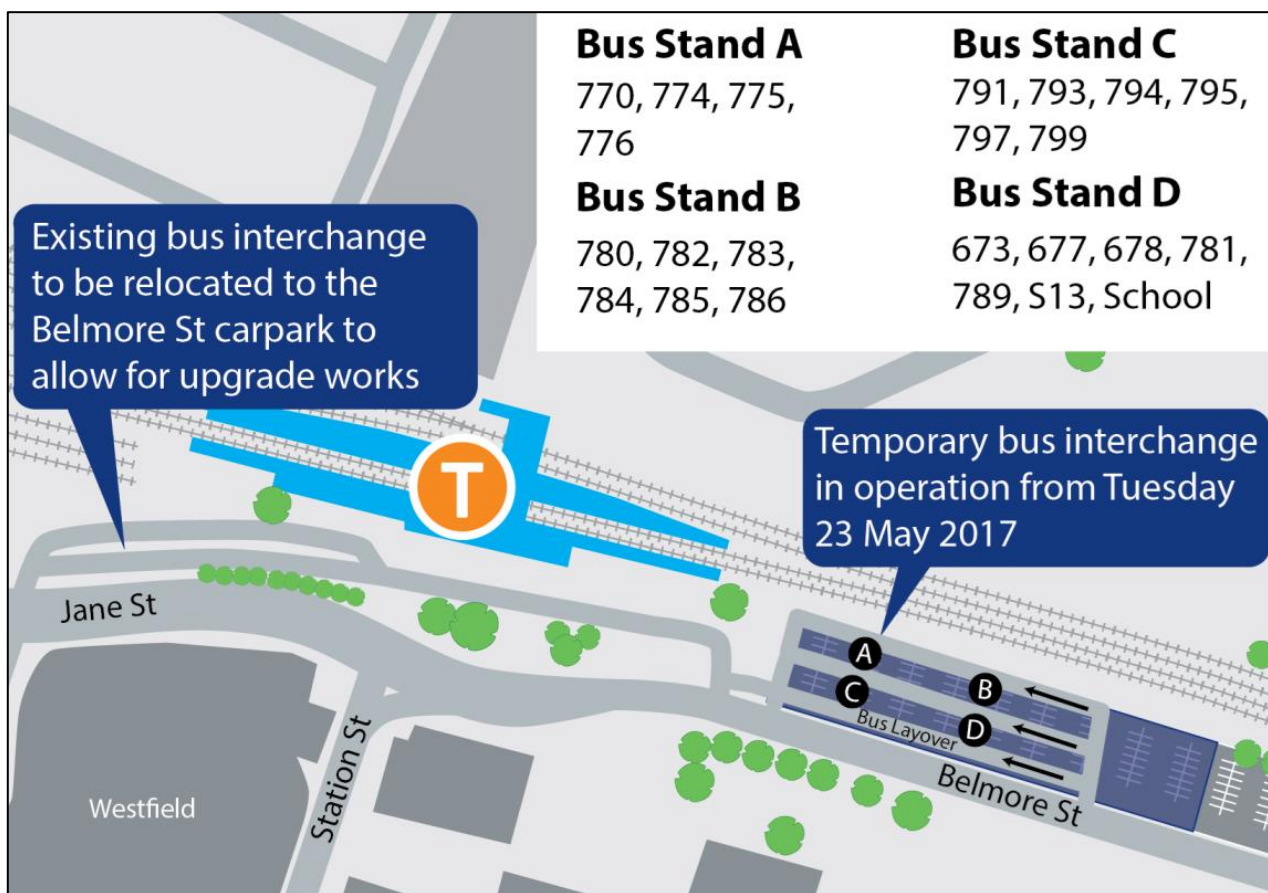 Bus Stand A
770, 774, 775,
776
Bus Stand B
780, 782, 783,
784, 785, 786
Bus Stand C
791, 793, 794, 795,
797, 799
Bus Stand D
673, 677, 678, 781,
789, S13, School
Existing bus interchange
to be relocated to the
Belmore St carpark to
allow for upgrade works
T
Temporary bus interchange
in operation from Tuesday
23 May 2017
Jane St
A
B
C
D
Bus Layover
Belmore St
Station St
Westfield